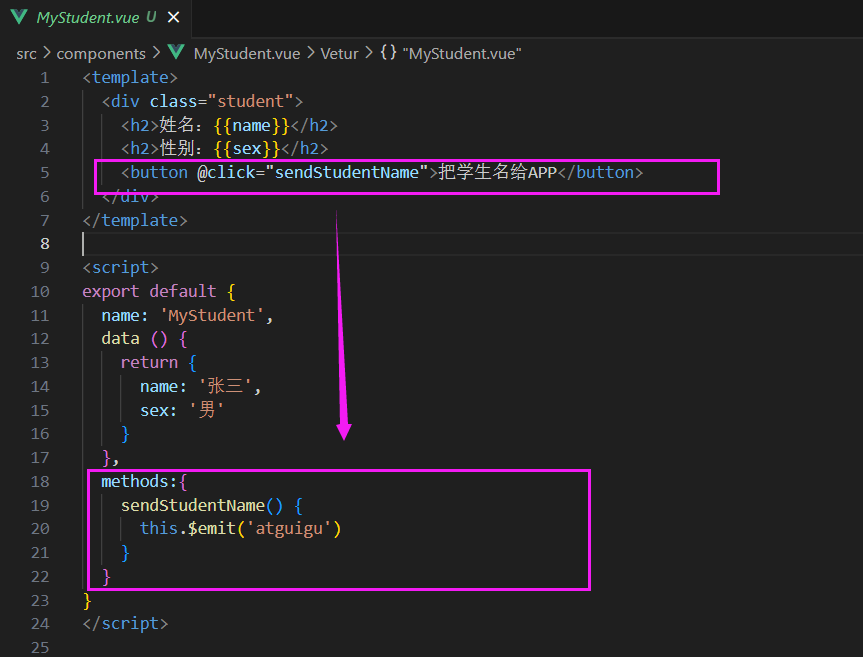 MyStudent.vue U
src > components > MyStudent.vue > Vetur > {} "MyStudent.vue"
1 <template>
2 <div class="student">
3 <h2>姓名：{{name}}</h2>
4 <h2>性别：{{sex}}</h2>
5 <button @click="sendStudentName">把学生名给APP</button>
6 </div>
7 </template>
8
9 <script>
10 export default {
11 name: 'MyStudent',
12 data () {
13 return {
14 name: '张三',
15 sex: '男'
16 }
17 },
18 methods:{
19 sendStudentName() {
20 this.$emit('atguigu')
21 }
22 }
23 }
24 </script>
25